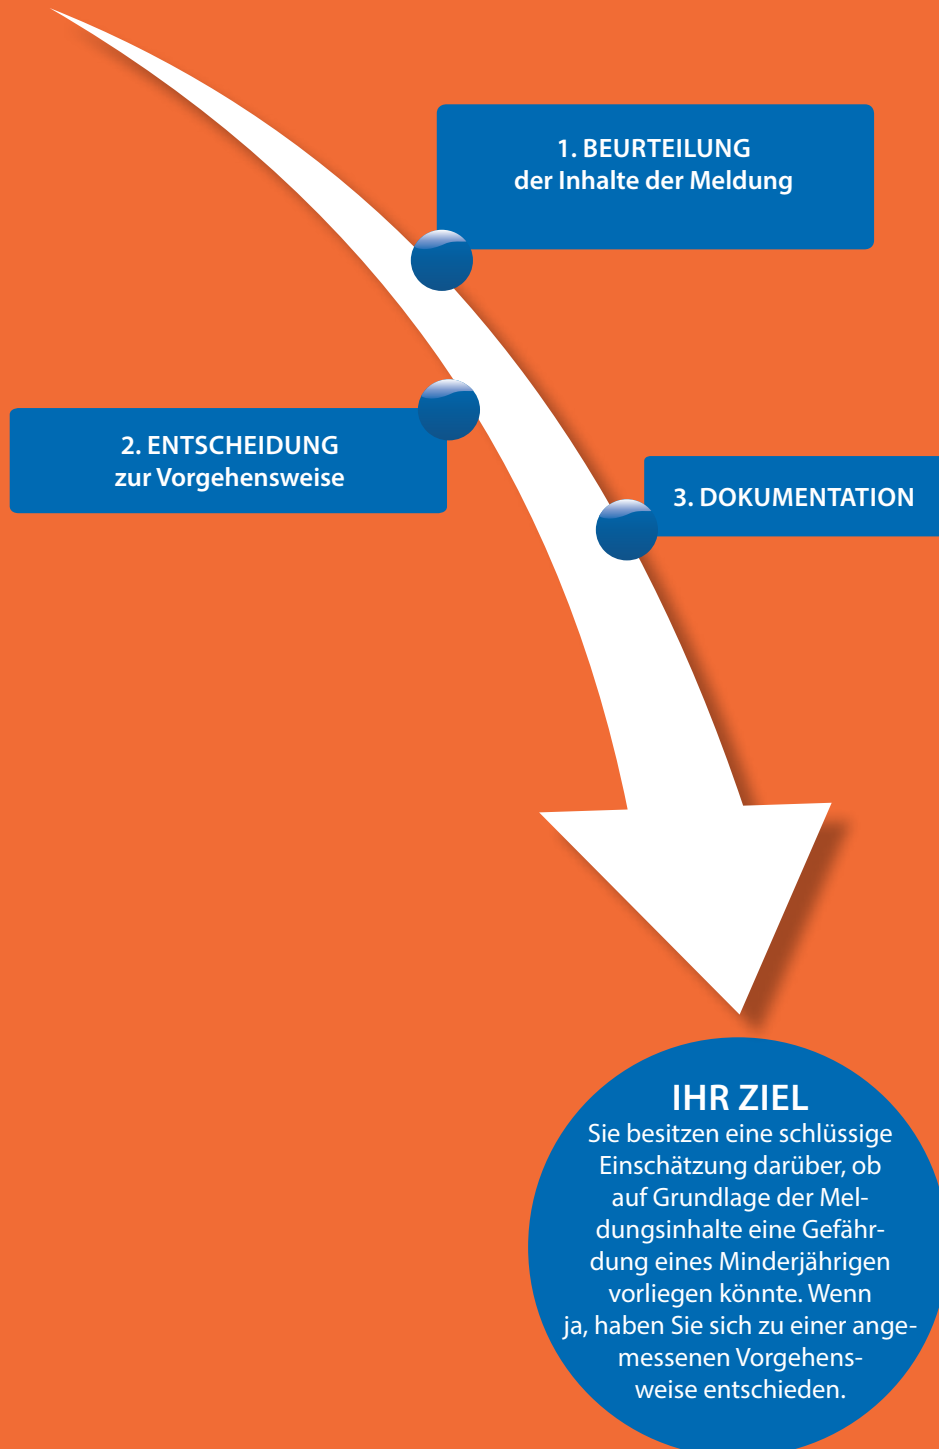 1. BEURTEILUNG
der Inhalte der Meldung
2. ENTSCHEIDUNG
zur Vorgehensweise
3. DOKUMENTATION
IHR ZIEL
Sie besitzen eine schlüssige
Einschätzung darüber, ob
auf Grundlage der Mel-
dungsinhalte eine Gefähr-
dung eines Minderjährigen
vorliegen könnte. Wenn
ja, haben Sie sich zu einer ange-
messenen Vorgehens-
weise entschieden.